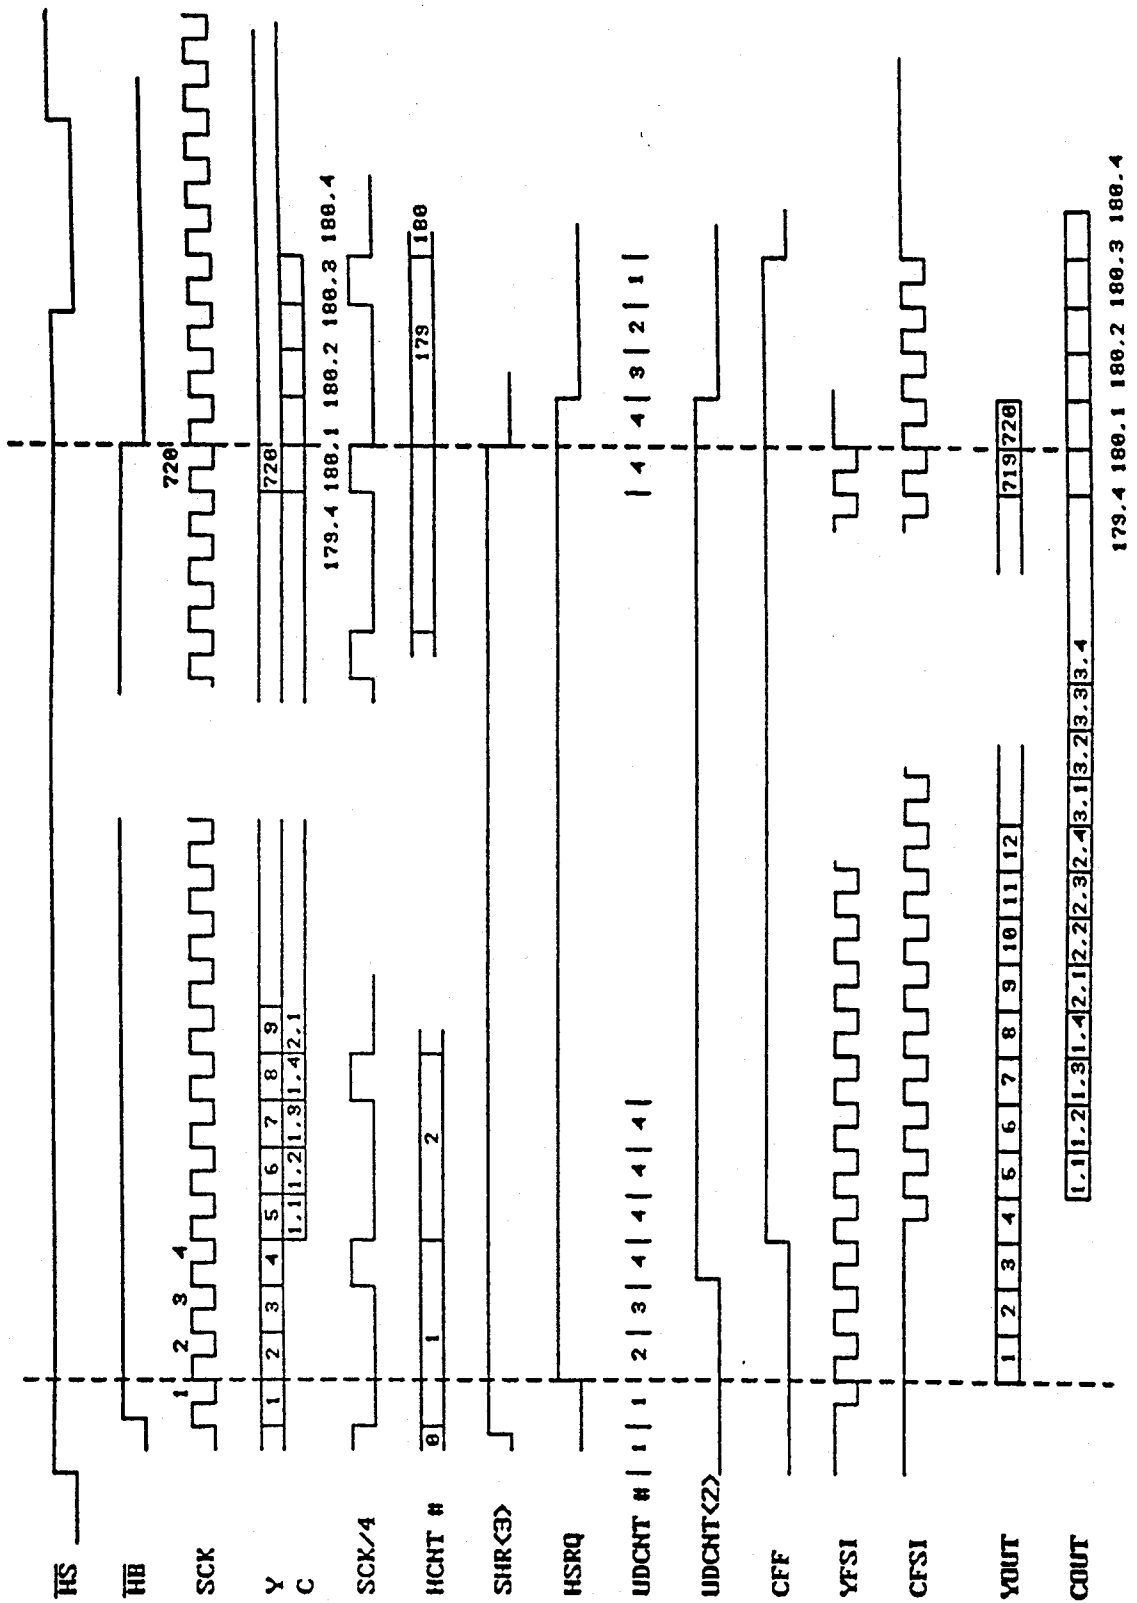 H̅S̅
H̅B̅
SCK 1 2 3 4 720
Y 1 2 3 4 5 6 7 8 9 720
C 1.1 1.2 1.3 1.4 2.1
179.4 180.1 180.2 180.3 180.4
SCK/4
HCNT # 0 1 2 179 180
SHR<3>
HSRQ
UDCNT # | 1 | 1 | 2 | 3 | 4 | 4 | 4 | | 4 | 4 | 3 | 2 | 1 |
UDCNT<2>
CFF
YFSI
CFSI
YOUT 1 2 3 4 5 6 7 8 9 10 11 12 719 720
COUT 1.1 1.2 1.3 1.4 2.1 2.2 2.3 2.4 3.1 3.2 3.3 3.4
179.4 180.1 180.2 180.3 180.4